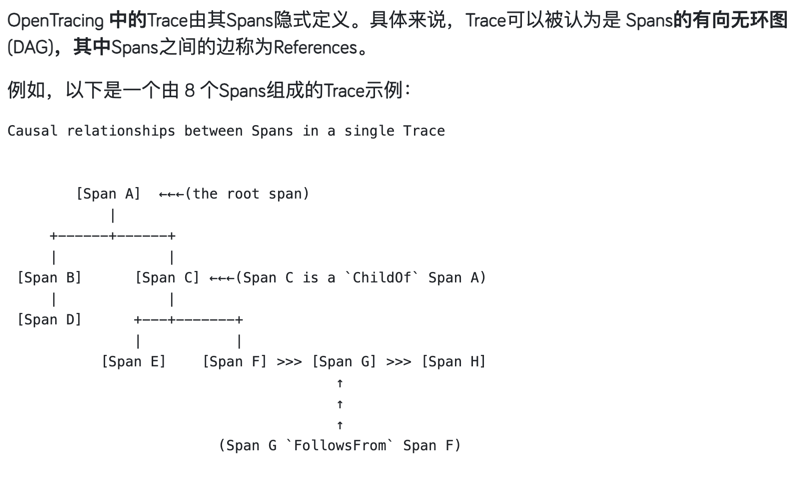 OpenTracing 中的Trace由其Spans隐式定义。具体来说，Trace可以被认为是 Spans的有向无环图
(DAG)，其中Spans之间的边称为References。
例如，以下是一个由 8 个Spans组成的Trace示例：
Causal relationships between Spans in a single Trace
[Span A]  ←←←(the root span)
|
+------+------+
|             |
[Span B]      [Span C] ←←←(Span C is a `ChildOf` Span A)
|             |
[Span D]      +---+-------+
|           |
[Span E]    [Span F] >>> [Span G] >>> [Span H]
↑
↑
↑
(Span G `FollowsFrom` Span F)